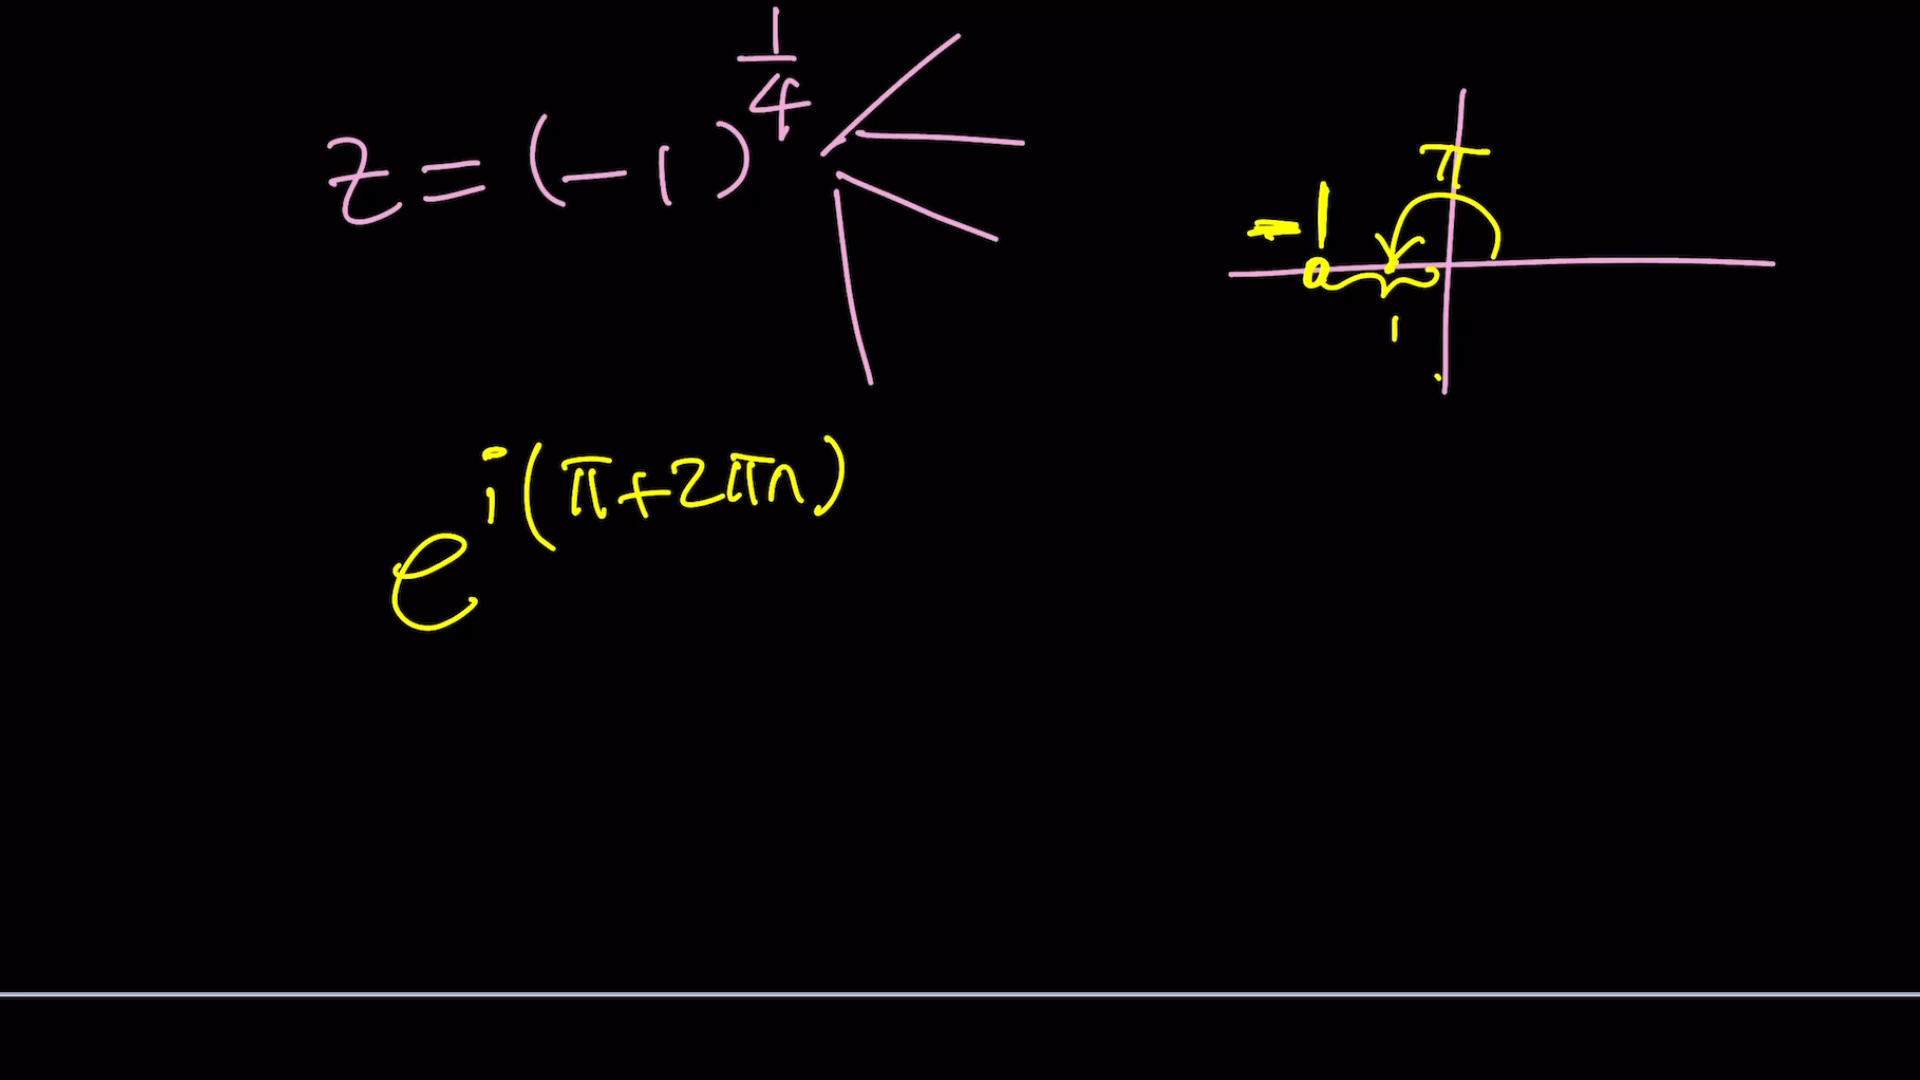 z = (-1)^{1/4}
π
-1
1
e^{i(π+2πn)}